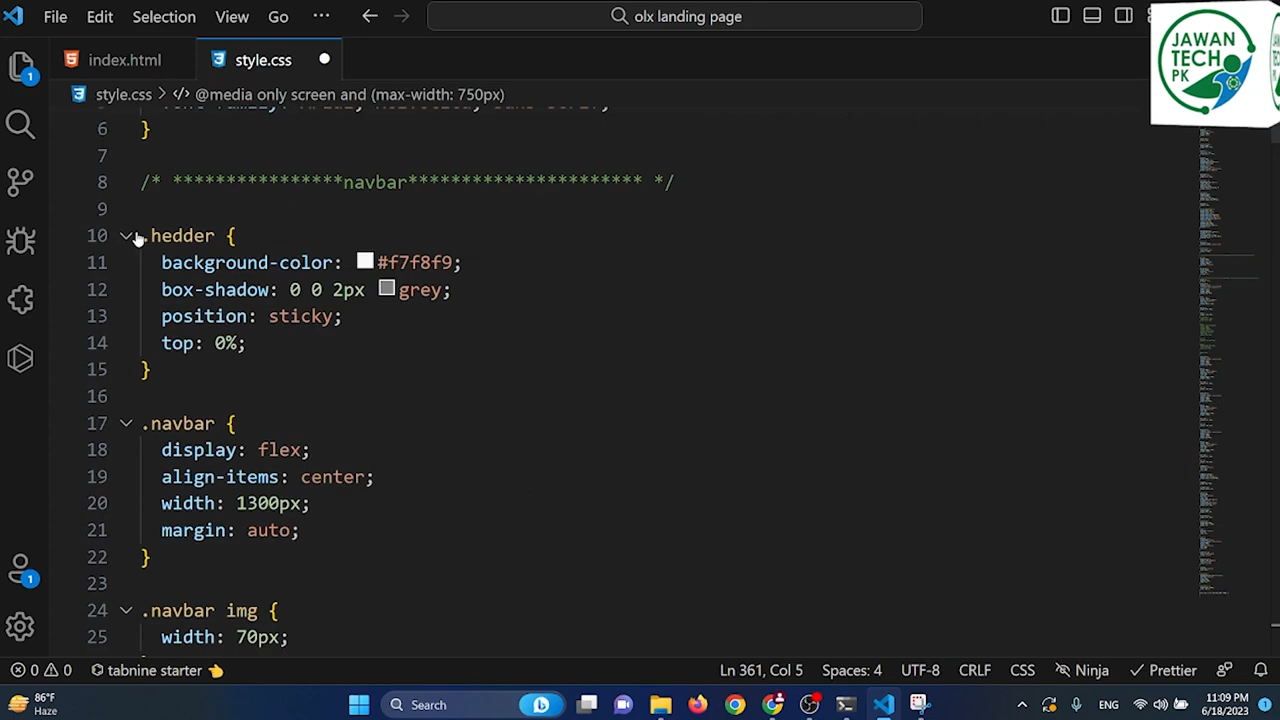 File Edit Selection View Go ··· olx landing page
JAWAN
TECH
PK
index.html style.css
style.css @media only screen and (max-width: 750px)
6 }
7
8 /* ****************navbar******************** */
9
10 .hedder {
11 background-color: #f7f8f9;
12 box-shadow: 0 0 2px grey;
13 position: sticky;
14 top: 0%;
15 }
16
17 .navbar {
18 display: flex;
19 align-items: center;
20 width: 1300px;
21 margin: auto;
22 }
23
24 .navbar img {
25 width: 70px;
1
1
0 0 tabnine starter Ln 361, Col 5 Spaces: 4 UTF-8 CRLF CSS Ninja Prettier
86°F
Haze
Search
ENG
11:09 PM
6/18/2023
1